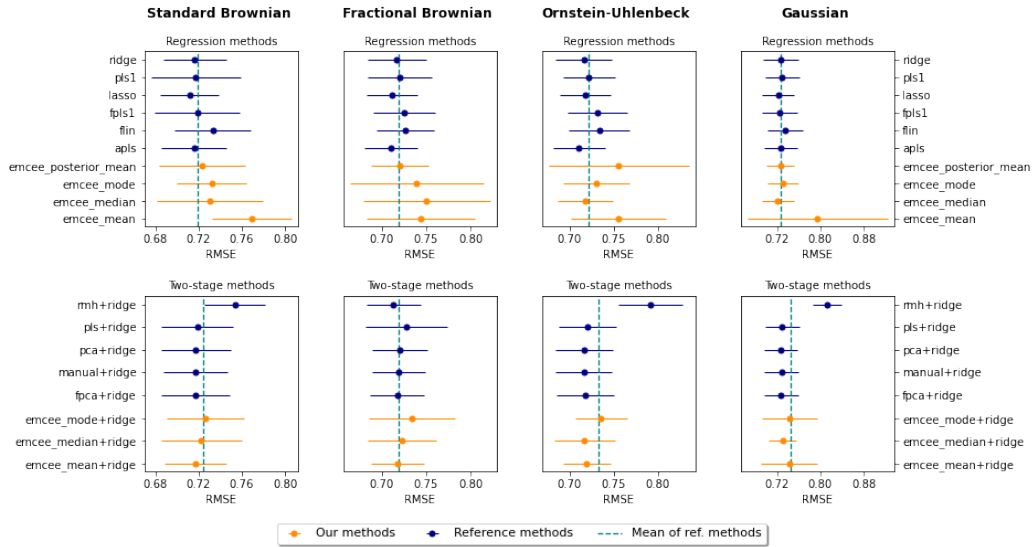 Standard Brownian Fractional Brownian Ornstein-Uhlenbeck Gaussian
Regression methods Regression methods Regression methods Regression methods
ridge ridge
pls1 pls1
lasso lasso
fpls1 fpls1
flin flin
apls apls
emcee_posterior_mean emcee_posterior_mean
emcee_mode emcee_mode
emcee_median emcee_median
emcee_mean emcee_mean
0.68 0.72 0.76 0.80 0.70 0.75 0.80 0.70 0.75 0.80 0.72 0.80 0.88
RMSE RMSE RMSE RMSE
Two-stage methods Two-stage methods Two-stage methods Two-stage methods
rmh+ridge rmh+ridge
pls+ridge pls+ridge
pca+ridge pca+ridge
manual+ridge manual+ridge
fpca+ridge fpca+ridge
emcee_mode+ridge emcee_mode+ridge
emcee_median+ridge emcee_median+ridge
emcee_mean+ridge emcee_mean+ridge
0.68 0.72 0.76 0.80 0.70 0.75 0.80 0.70 0.75 0.80 0.72 0.80 0.88
RMSE RMSE RMSE RMSE
Our methods Reference methods Mean of ref. methods